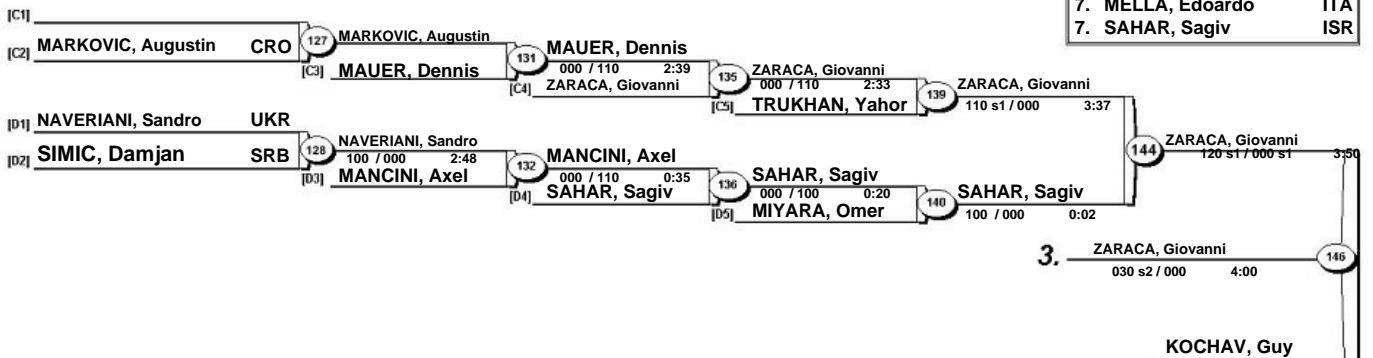 7. MELLA, Edoardo ITA
7. SAHAR, Sagiv ISR
[C1]
[C2] MARKOVIC, Augustin CRO
127
MARKOVIC, Augustin
[C3] MAUER, Dennis
131
MAUER, Dennis
000 / 110 2:39
[C4] ZARACA, Giovanni
135
ZARACA, Giovanni
000 / 110 2:33
[C5] TRUKHAN, Yahor
139
ZARACA, Giovanni
110 s1 / 000 3:37
[D1] NAVERIANI, Sandro UKR
[D2] SIMIC, Damjan SRB
128
NAVERIANI, Sandro
100 / 000 2:48
[D3] MANCINI, Axel
132
MANCINI, Axel
000 / 110 0:35
[D4] SAHAR, Sagiv
136
SAHAR, Sagiv
000 / 100 0:20
[D5] MIYARA, Omer
140
SAHAR, Sagiv
100 / 000 0:02
144
ZARACA, Giovanni
120 s1 / 000 s1 3:50
3. ZARACA, Giovanni
030 s2 / 000 4:00
146
KOCHAV, Guy